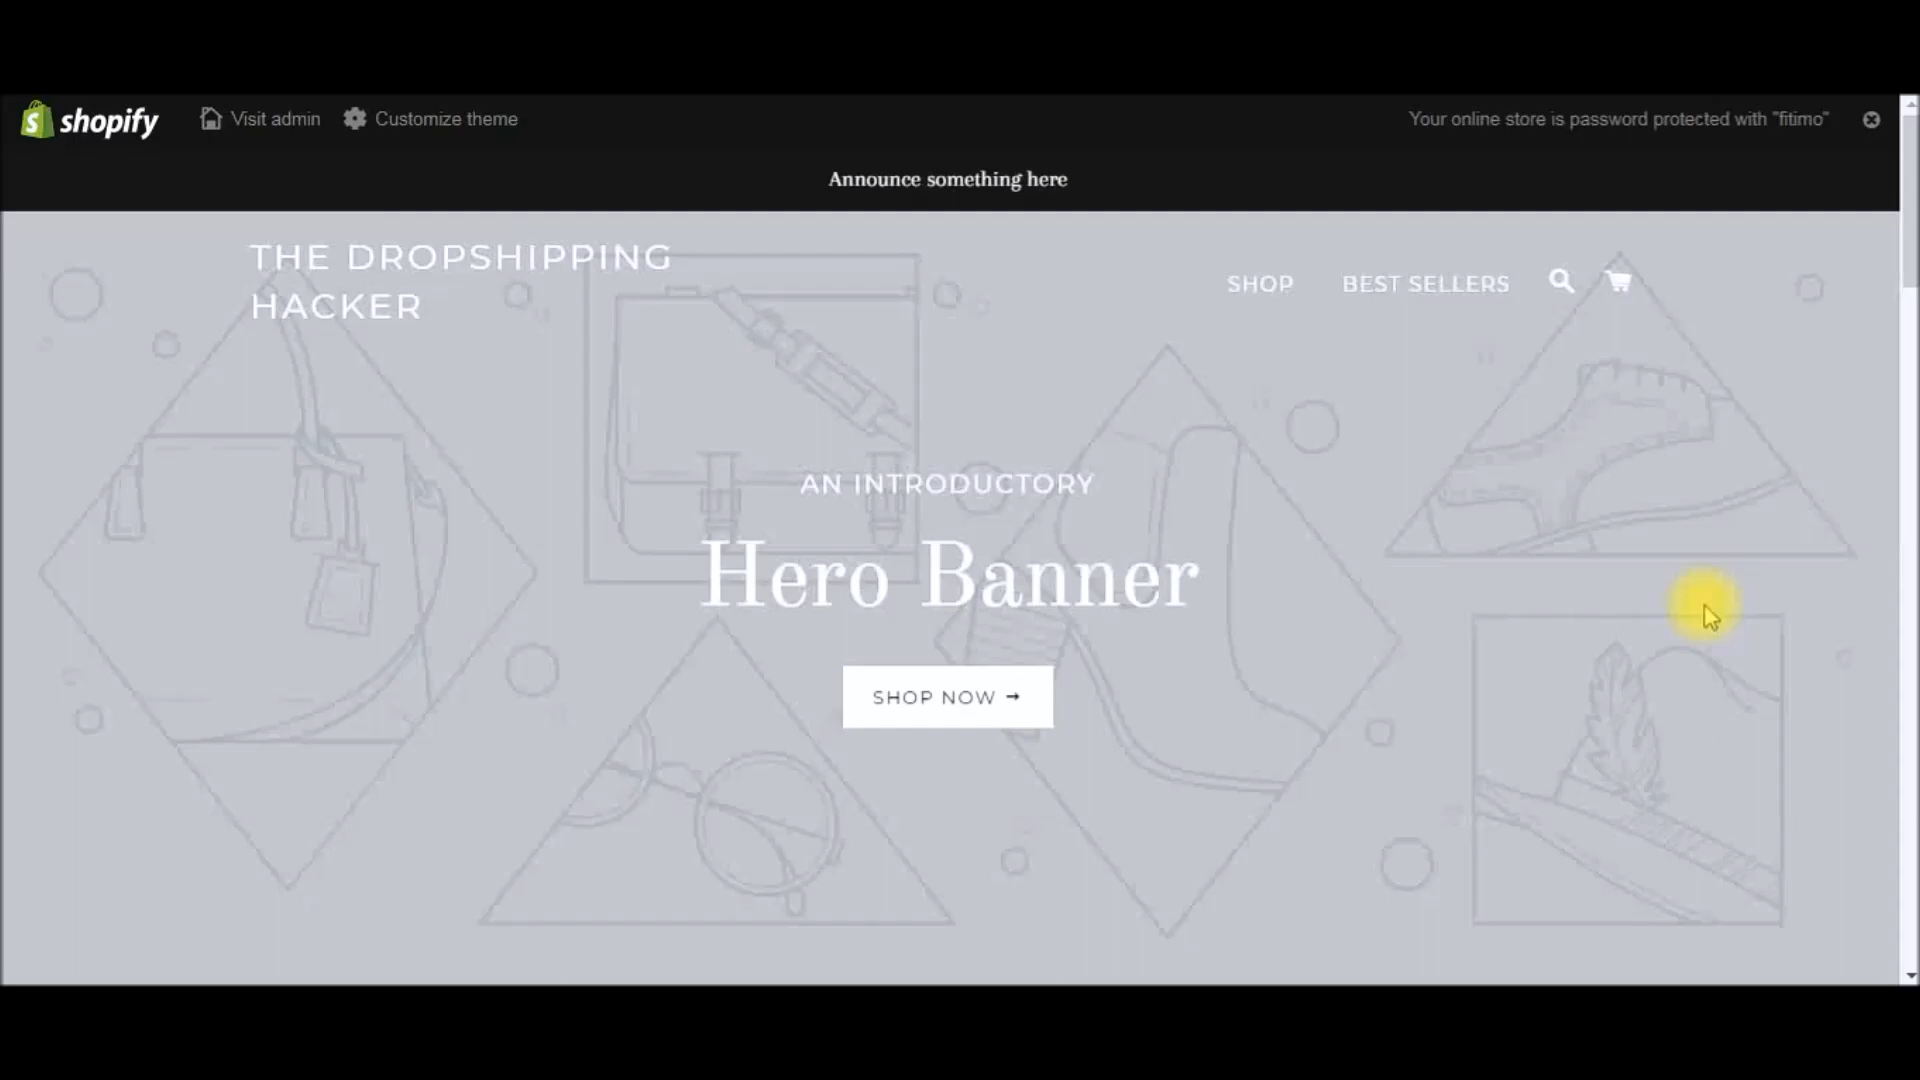 shopify
Visit admin
Customize theme
Your online store is password protected with "fitimo"
Announce something here
THE DROPSHIPPING
HACKER
SHOP
BEST SELLERS
AN INTRODUCTORY
Hero Banner
SHOP NOW →